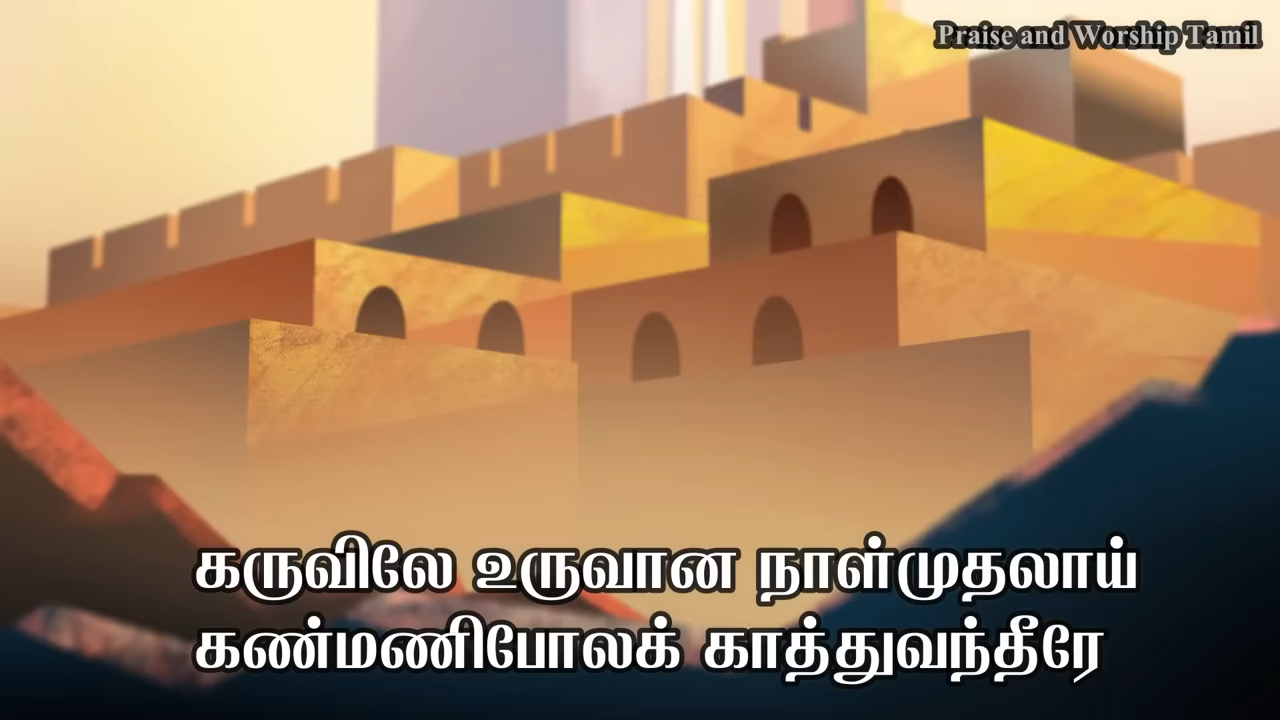 Praise and Worship Tamil
கருவிலே உருவான நாள்முதலாய்
கண்மணிபோலக் காத்துவந்தீரே